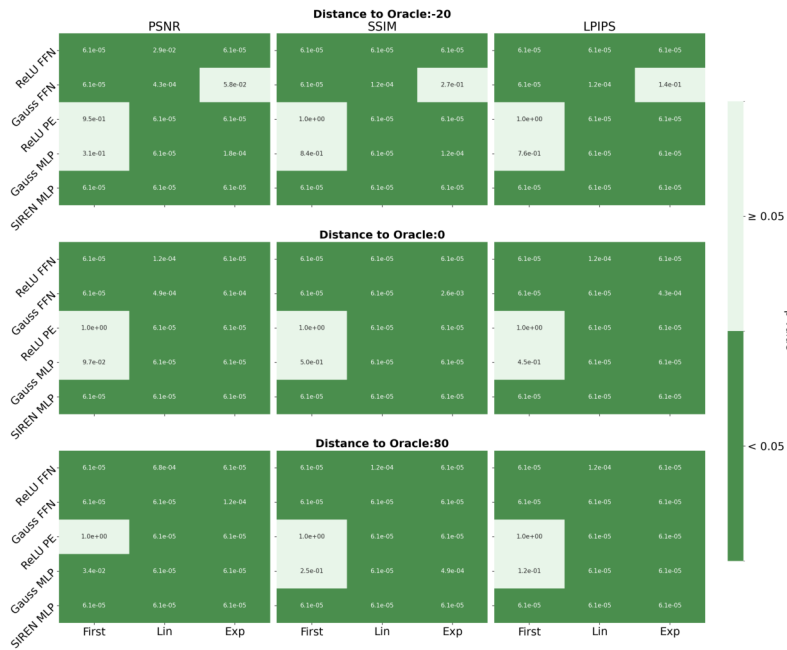 Distance to Oracle:-20
PSNR SSIM LPIPS
ReLU FFN 6.1e-05 2.9e-02 6.1e-05 6.1e-05 6.1e-05 6.1e-05 6.1e-05 6.1e-05 6.1e-05
Gauss FFN 6.1e-05 4.3e-04 5.8e-02 6.1e-05 1.2e-04 2.7e-01 6.1e-05 1.2e-04 1.4e-01
ReLU PE 9.5e-01 6.1e-05 6.1e-05 1.0e+00 6.1e-05 6.1e-05 1.0e+00 6.1e-05 6.1e-05
Gauss MLP 3.1e-01 6.1e-05 1.8e-04 8.4e-01 6.1e-05 1.2e-04 7.6e-01 6.1e-05 6.1e-05
SIREN MLP 6.1e-05 6.1e-05 6.1e-05 6.1e-05 6.1e-05 6.1e-05 6.1e-05 6.1e-05 6.1e-05
Distance to Oracle:0
ReLU FFN 6.1e-05 1.2e-04 6.1e-05 6.1e-05 6.1e-05 6.1e-05 6.1e-05 1.2e-04 6.1e-05
Gauss FFN 6.1e-05 4.9e-04 6.1e-04 6.1e-05 6.1e-05 2.6e-03 6.1e-05 6.1e-05 4.3e-04
ReLU PE 1.0e+00 6.1e-05 6.1e-05 1.0e+00 6.1e-05 6.1e-05 1.0e+00 6.1e-05 6.1e-05
Gauss MLP 9.7e-02 6.1e-05 6.1e-05 5.0e-01 6.1e-05 6.1e-05 4.5e-01 6.1e-05 6.1e-05
SIREN MLP 6.1e-05 6.1e-05 6.1e-05 6.1e-05 6.1e-05 6.1e-05 6.1e-05 6.1e-05 6.1e-05
Distance to Oracle:80
ReLU FFN 6.1e-05 6.8e-04 6.1e-05 6.1e-05 1.2e-04 6.1e-05 6.1e-05 1.2e-04 6.1e-05
Gauss FFN 6.1e-05 6.1e-05 1.2e-04 6.1e-05 6.1e-05 6.1e-05 6.1e-05 6.1e-05 6.1e-05
ReLU PE 1.0e+00 6.1e-05 6.1e-05 1.0e+00 6.1e-05 6.1e-05 1.0e+00 6.1e-05 6.1e-05
Gauss MLP 3.4e-02 6.1e-05 6.1e-05 2.5e-01 6.1e-05 4.9e-04 1.2e-01 6.1e-05 6.1e-05
SIREN MLP 6.1e-05 6.1e-05 6.1e-05 6.1e-05 6.1e-05 6.1e-05 6.1e-05 6.1e-05 6.1e-05
First Lin Exp First Lin Exp First Lin Exp
≥ 0.05
< 0.05